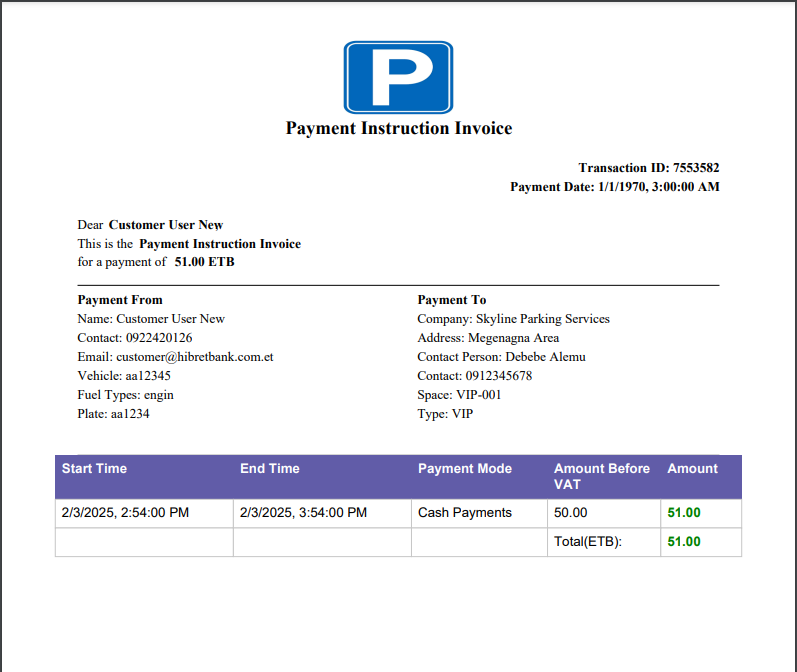 P
Payment Instruction Invoice
Transaction ID: 7553582
Payment Date: 1/1/1970, 3:00:00 AM
Dear Customer User New
This is the Payment Instruction Invoice
for a payment of 51.00 ETB
Payment From
Name: Customer User New
Contact: 0922420126
Email: customer@hibretbank.com.et
Vehicle: aa12345
Fuel Types: engin
Plate: aa1234
Payment To
Company: Skyline Parking Services
Address: Megenagna Area
Contact Person: Debebe Alemu
Contact: 0912345678
Space: VIP-001
Type: VIP
Start Time End Time Payment Mode Amount Before VAT Amount
2/3/2025, 2:54:00 PM 2/3/2025, 3:54:00 PM Cash Payments 50.00 51.00
Total(ETB): 51.00